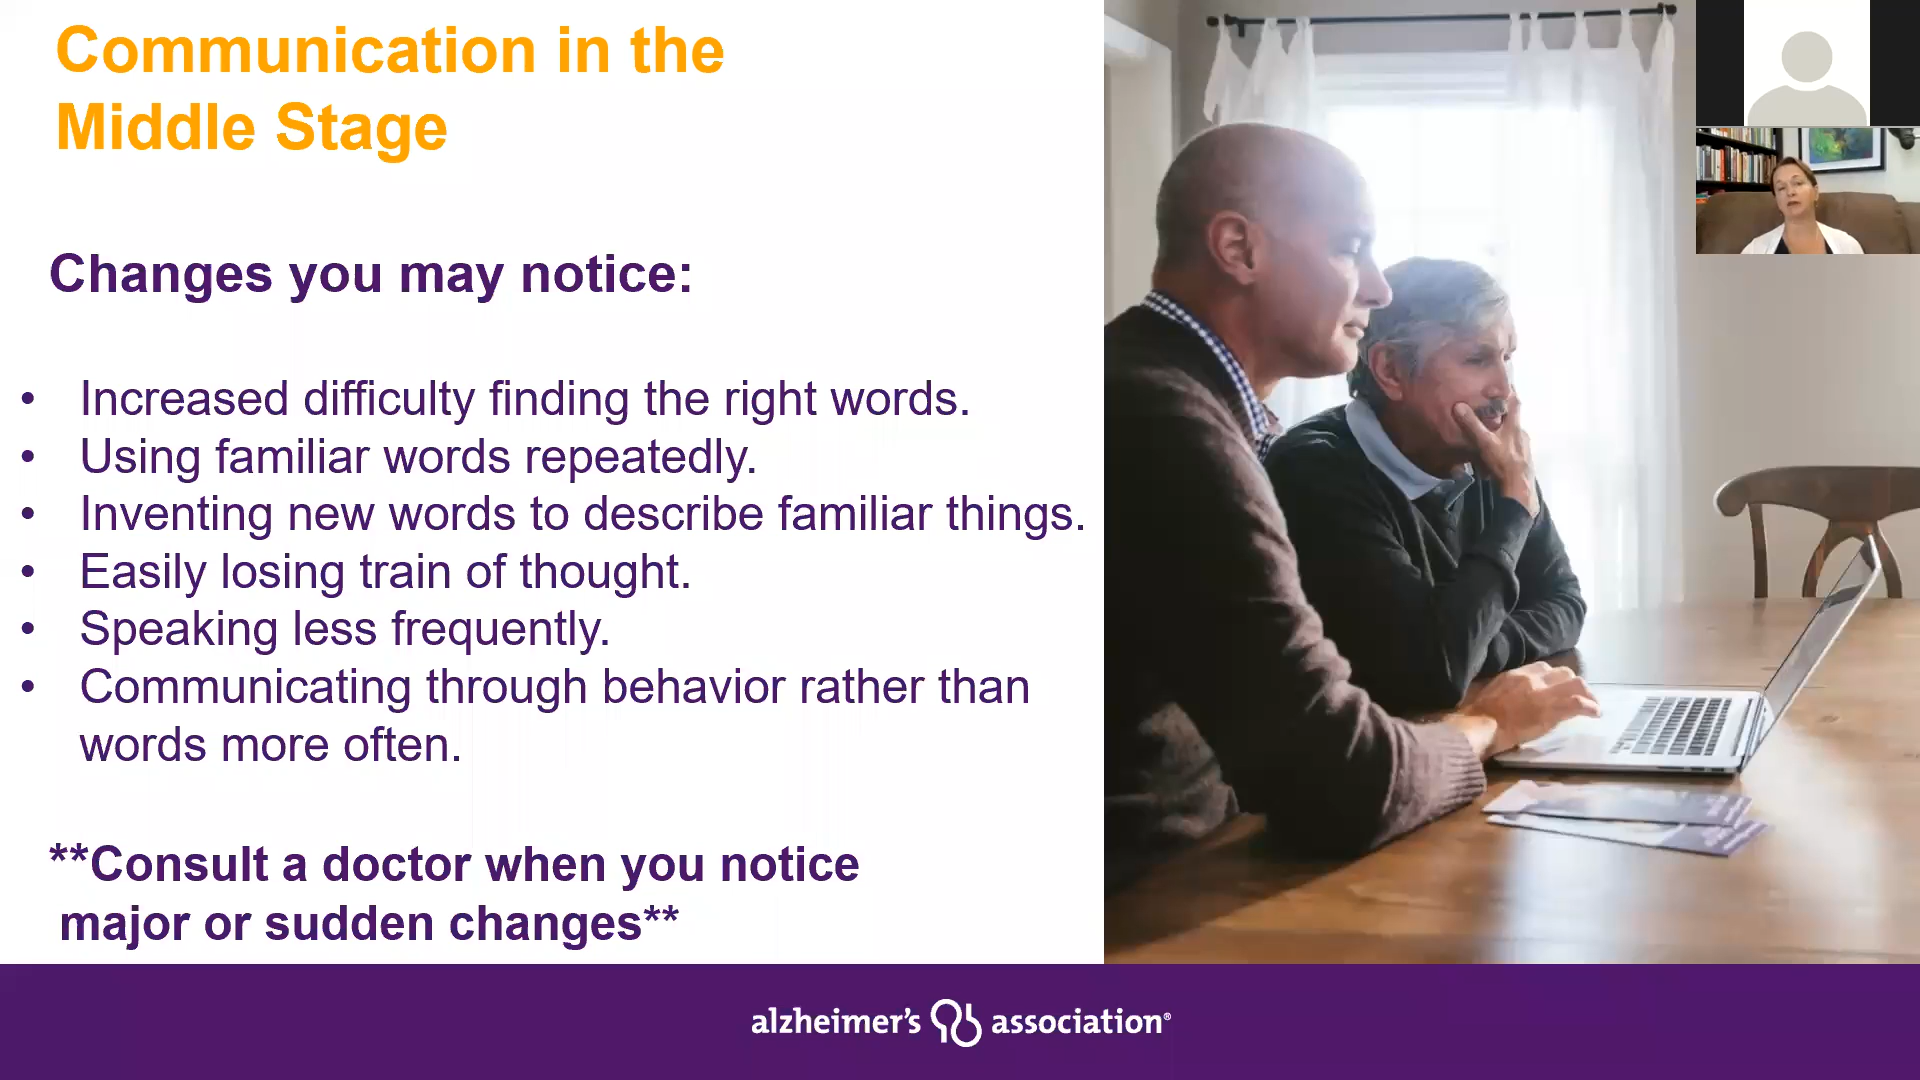 Communication in the
Middle Stage
Changes you may notice:
• Increased difficulty finding the right words.
• Using familiar words repeatedly.
• Inventing new words to describe familiar things.
• Easily losing train of thought.
• Speaking less frequently.
• Communicating through behavior rather than
words more often.
**Consult a doctor when you notice
major or sudden changes**
alzheimer's association®